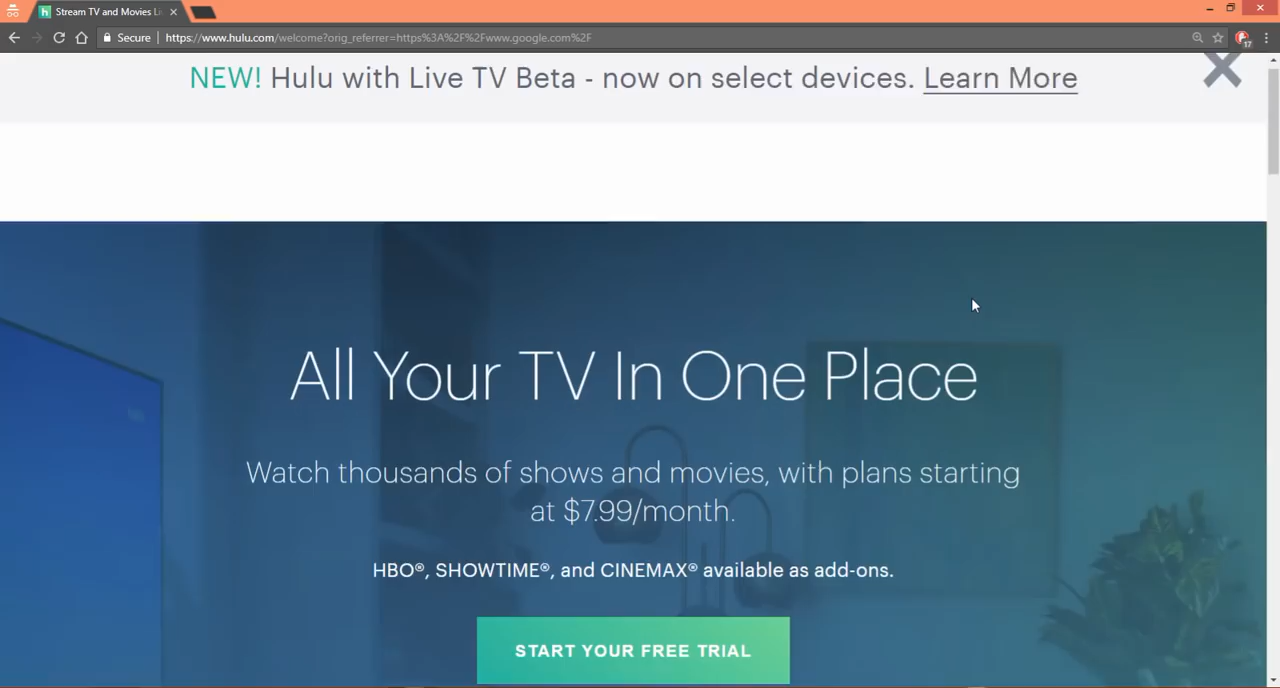 Stream TV and Movies Li
Secure https://www.hulu.com/welcome?orig_referrer=https%3A%2F%2Fwww.google.com%2F
17
NEW! Hulu with Live TV Beta - now on select devices. Learn More
All Your TV In One Place
Watch thousands of shows and movies, with plans starting
at $7.99/month.
HBO®, SHOWTIME®, and CINEMAX® available as add-ons.
START YOUR FREE TRIAL